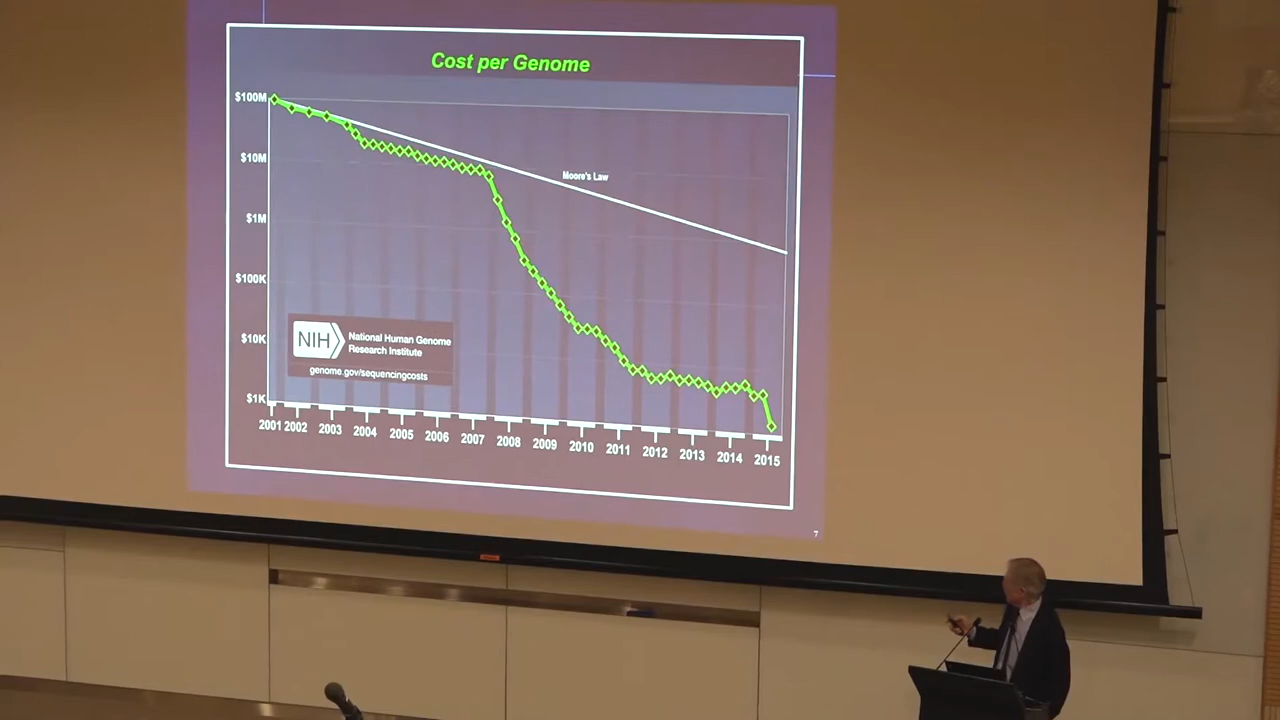 Cost per Genome
$100M
$10M
$1M
$100K
$10K
$1K
Moore's Law
NIH
National Human Genome
Research Institute
genome.gov/sequencingcosts
2001 2002 2003 2004 2005 2006 2007 2008 2009 2010 2011 2012 2013 2014 2015
7